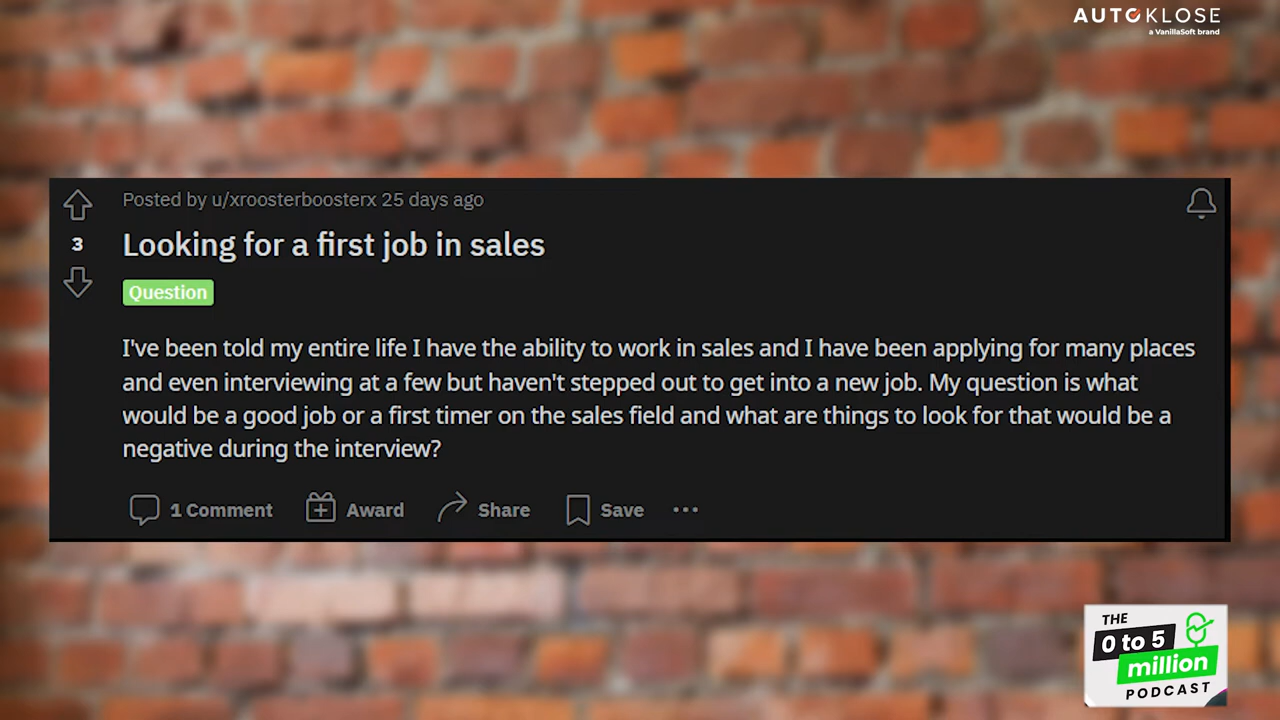 AUTOKLOSE
a VanillaSoft brand
Posted by u/xroosterboosterx 25 days ago
3
Looking for a first job in sales
Question
I've been told my entire life I have the ability to work in sales and I have been applying for many places
and even interviewing at a few but haven't stepped out to get into a new job. My question is what
would be a good job or a first timer on the sales field and what are things to look for that would be a
negative during the interview?
1 Comment Award Share Save
THE
0 to 5
million
PODCAST